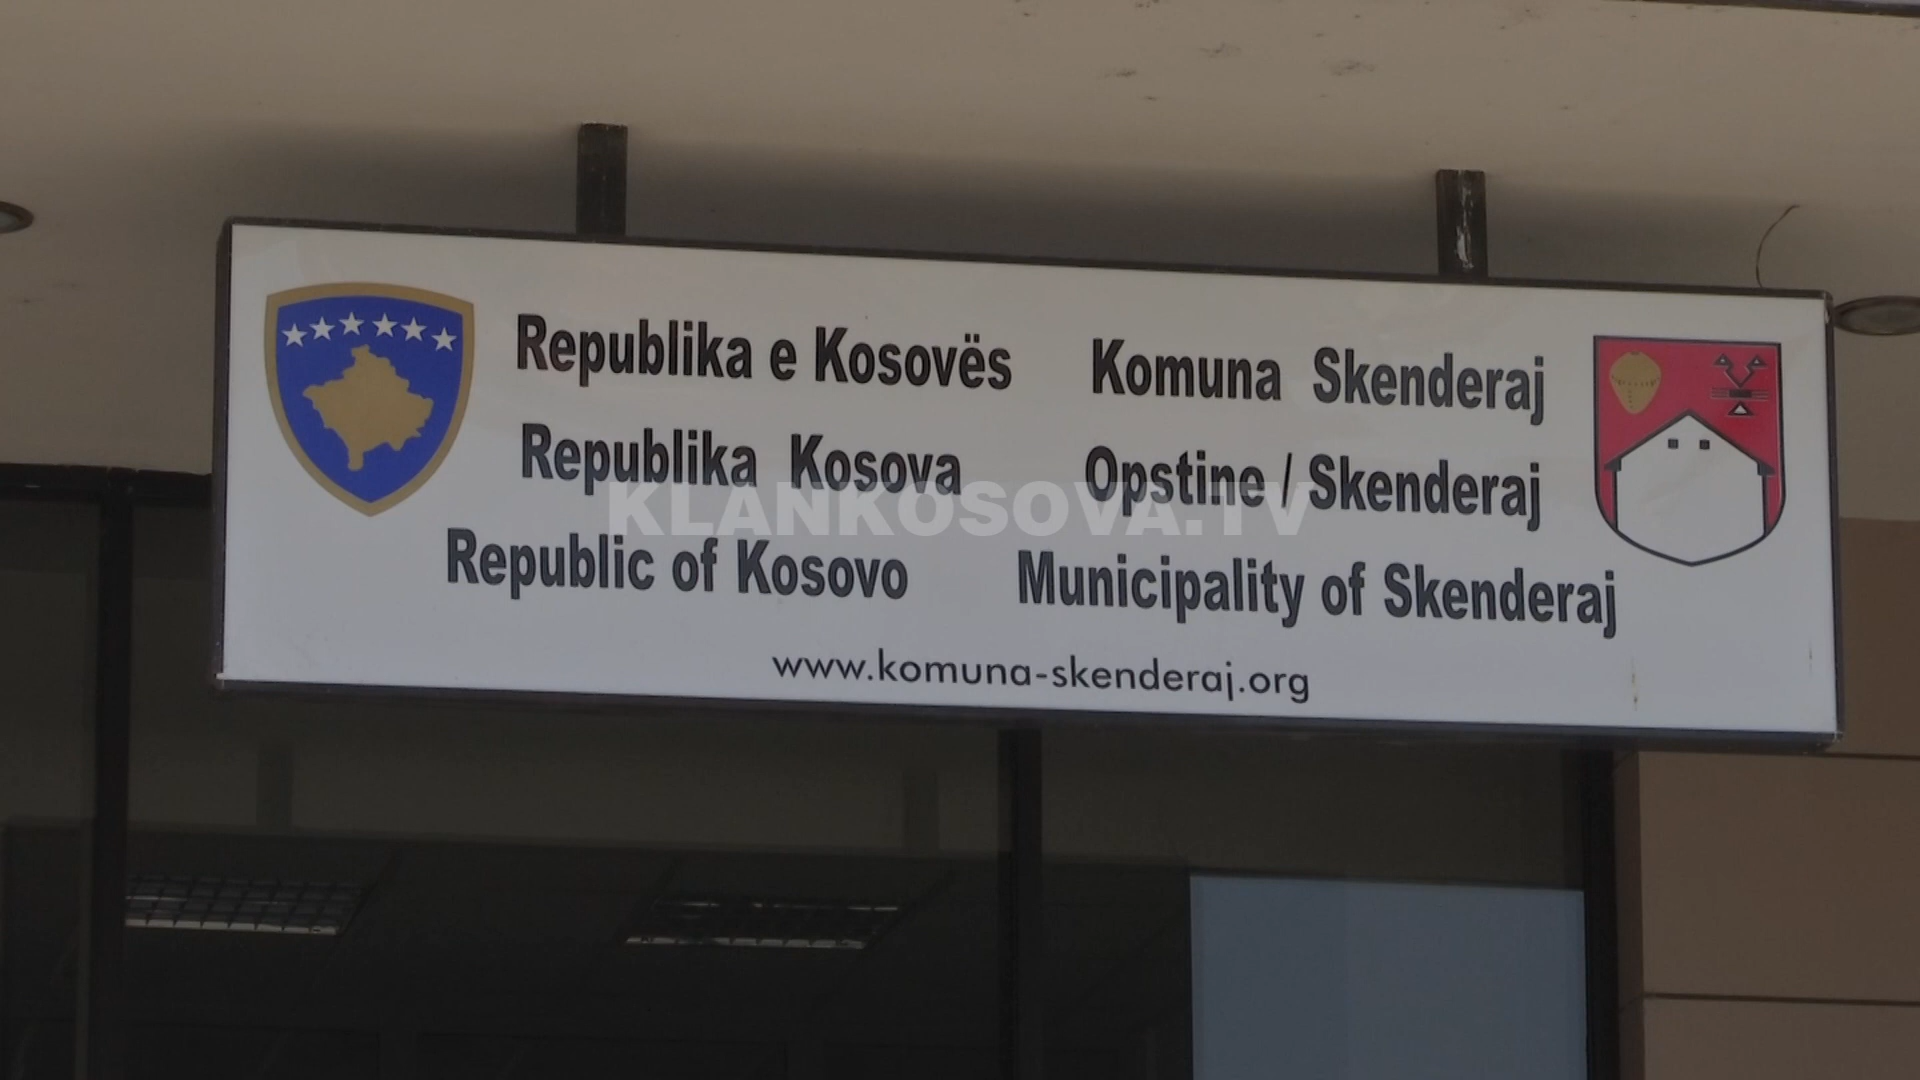 Republika e Kosovës Komuna Skenderaj
Republika Kosova Opstine / Skenderaj
KLANKOSOVA.TV
Republic of Kosovo Municipality of Skenderaj
www.komuna-skenderaj.org